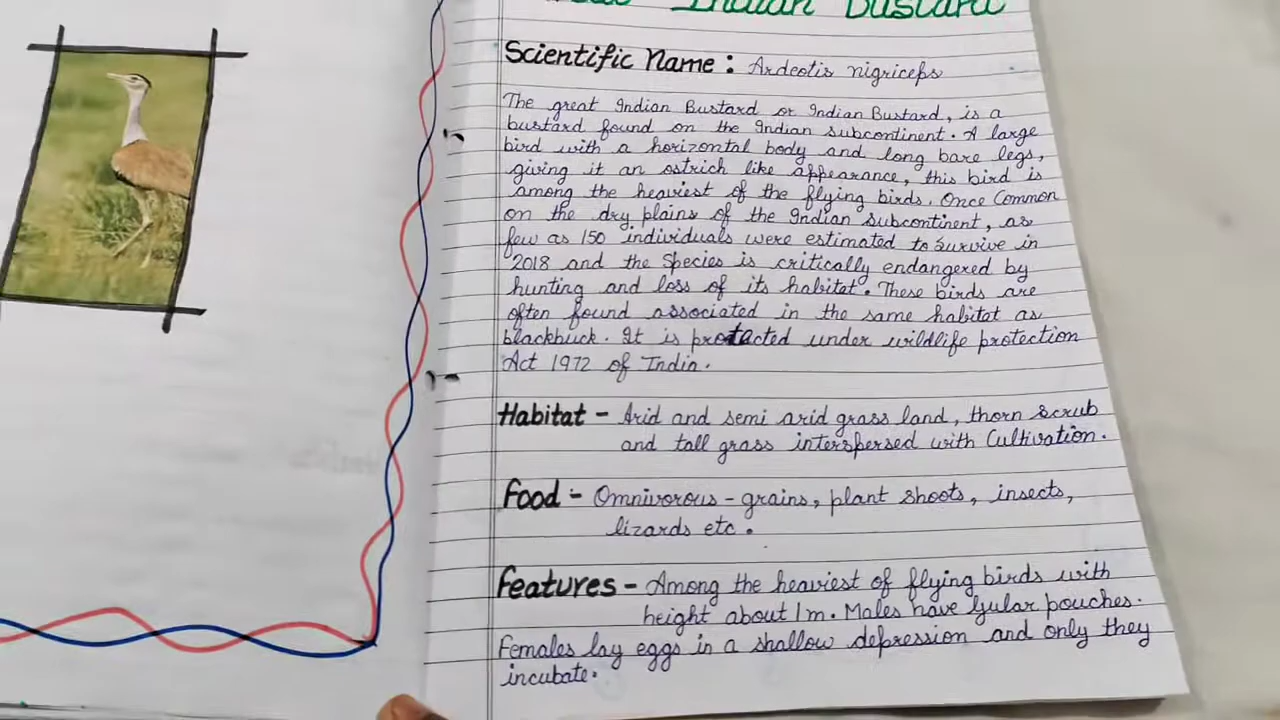 Indian Bustard
Scientific Name : Ardeotis nigriceps
The great Indian Bustard or Indian Bustard, is a
bustard found on the Indian subcontinent. A large
bird with a horizontal body and long bare legs,
giving it an ostrich like appearance, this bird is
among the heaviest of the flying birds. Once Common
on the dry plains of the Indian subcontinent, as
few as 150 individuals were estimated to survive in
2018 and the Species is critically endangered by
hunting and loss of its habitat. These birds are
often found associated in the same habitat as
blackbuck. It is protacted under wildlife protection
Act 1972 of India.
Habitat - Arid and semi arid grass land, thorn scrub
and tall grass interspersed with Cultivation.
Food :- Omnivorous - grains, plant shoots, insects,
lizards etc.
Features - Among the heaviest of flying birds with
height about 1m. Males have Gular pouches.
Females lay eggs in a shallow depression and only they
incubate.